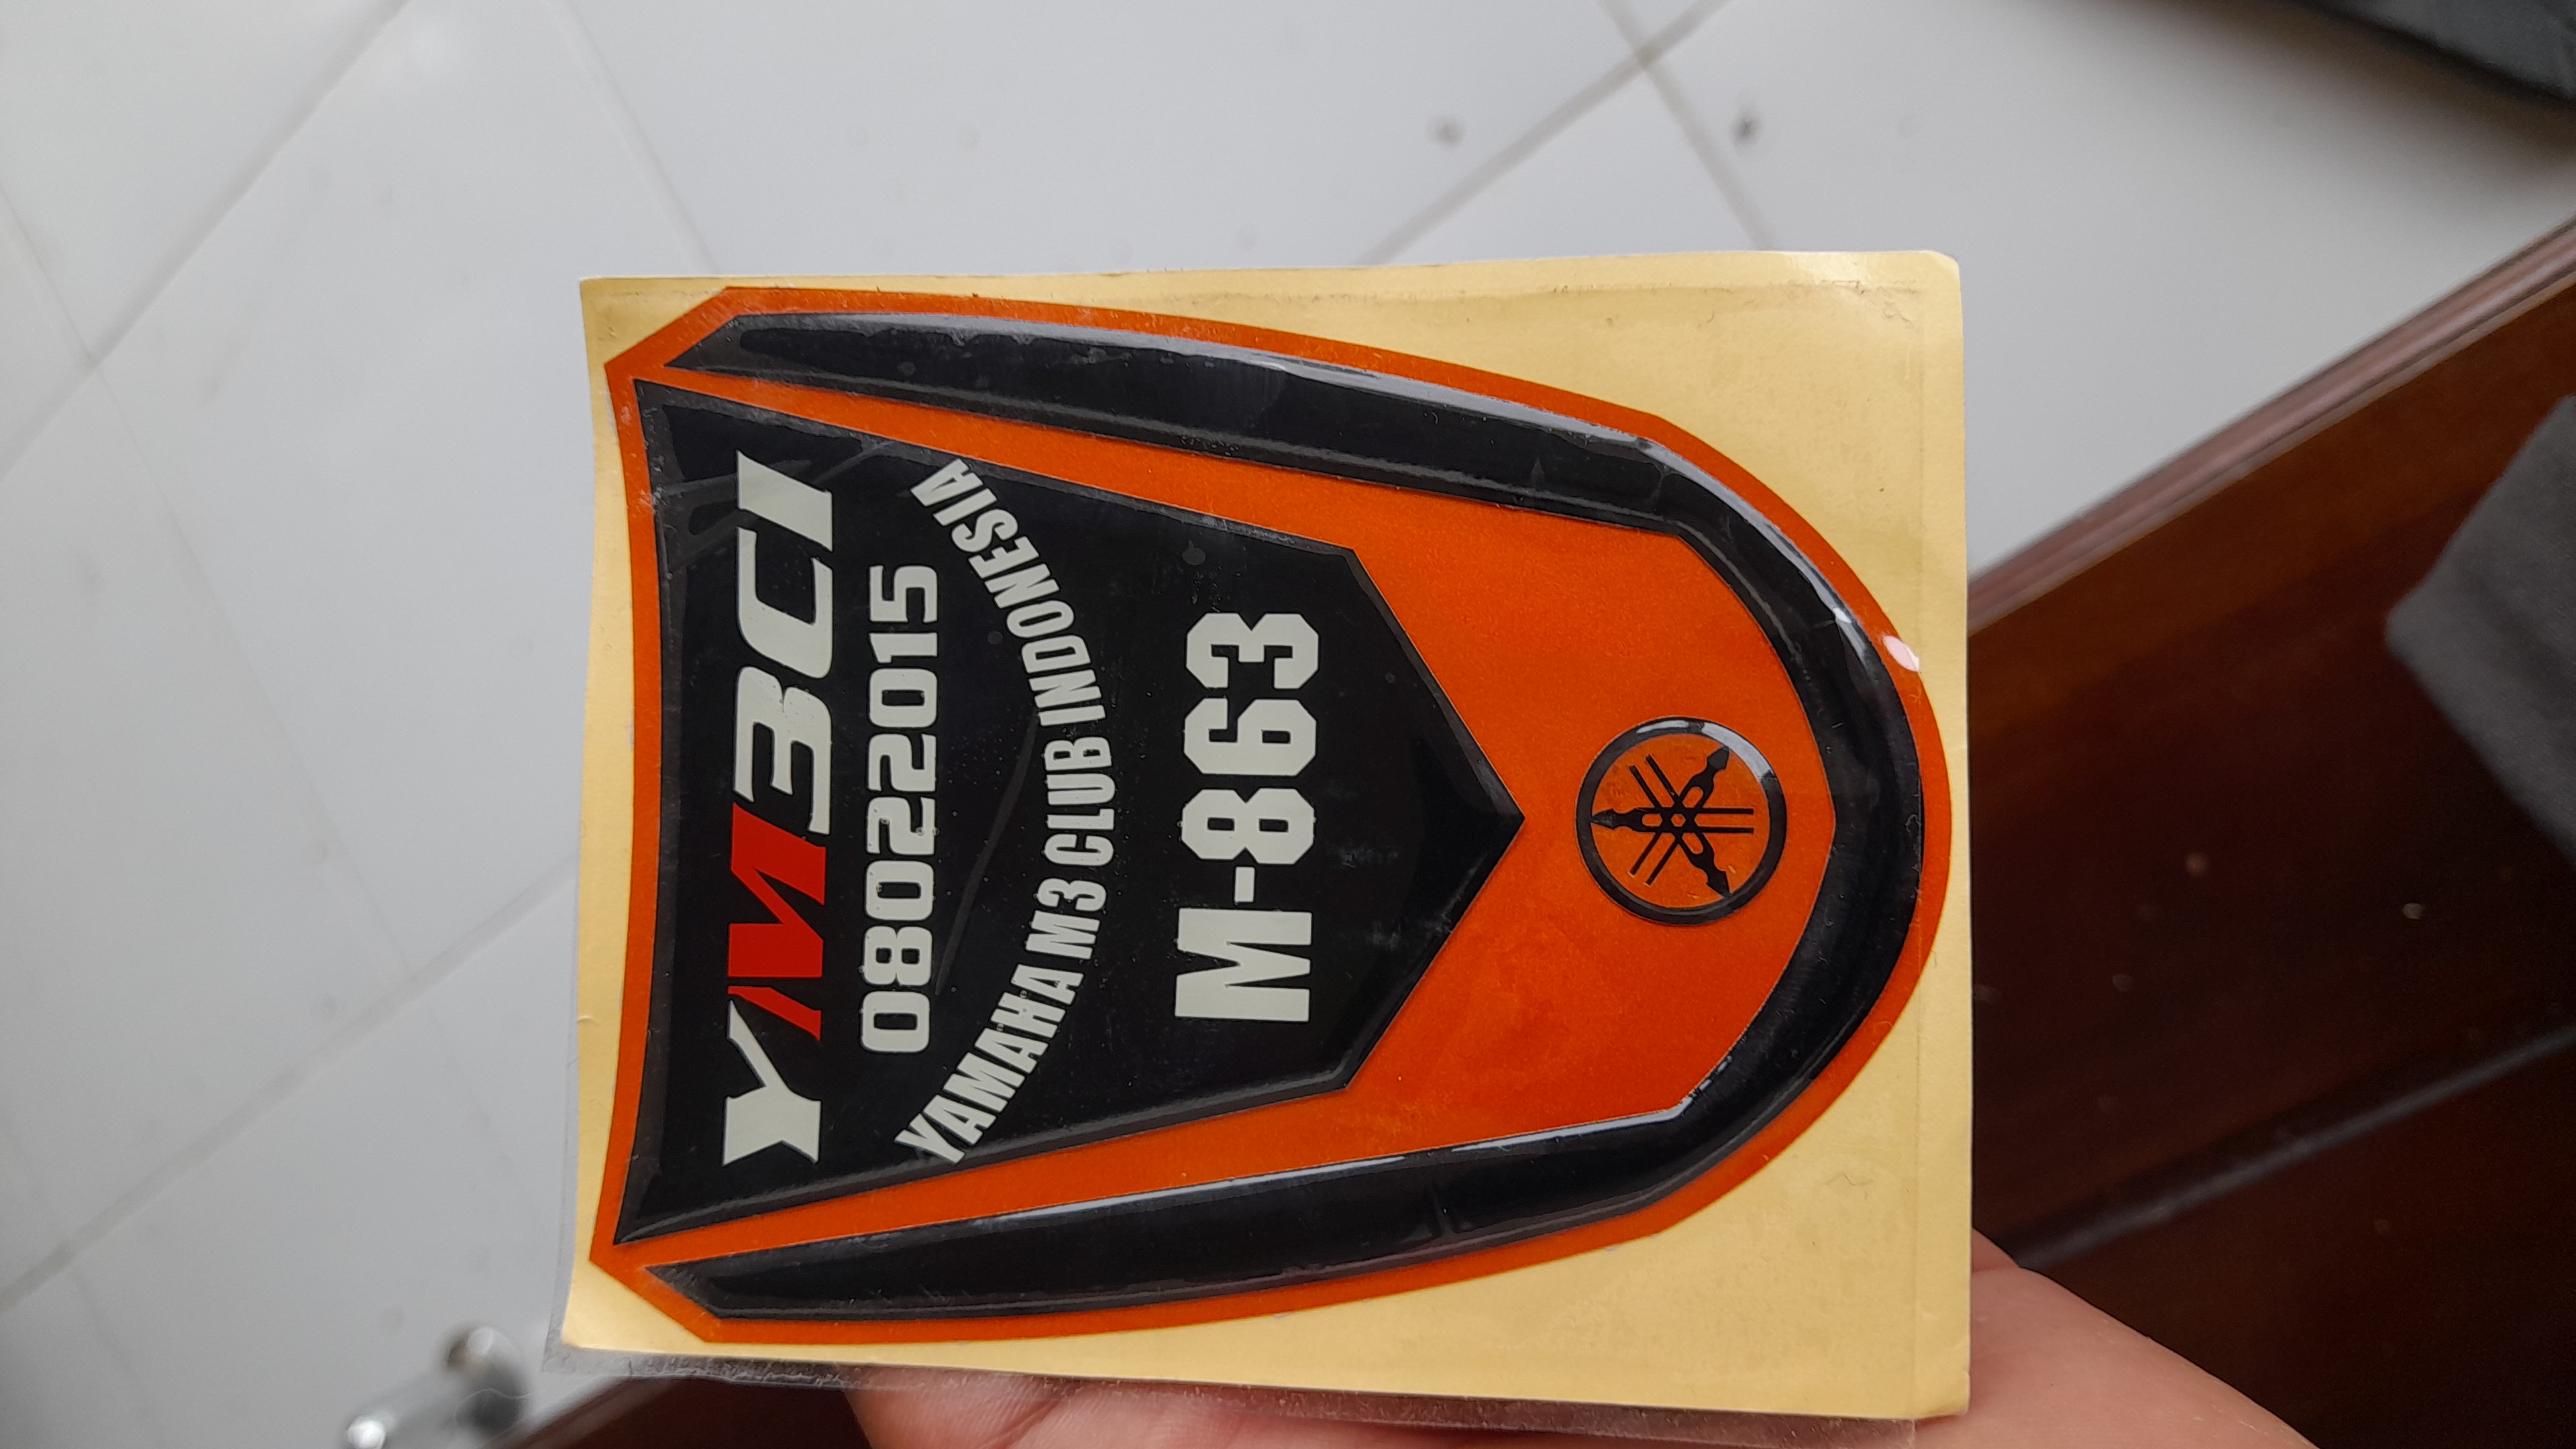 YM3CI
08022015
YAMAHA M3 CLUB INDONESIA
M-863